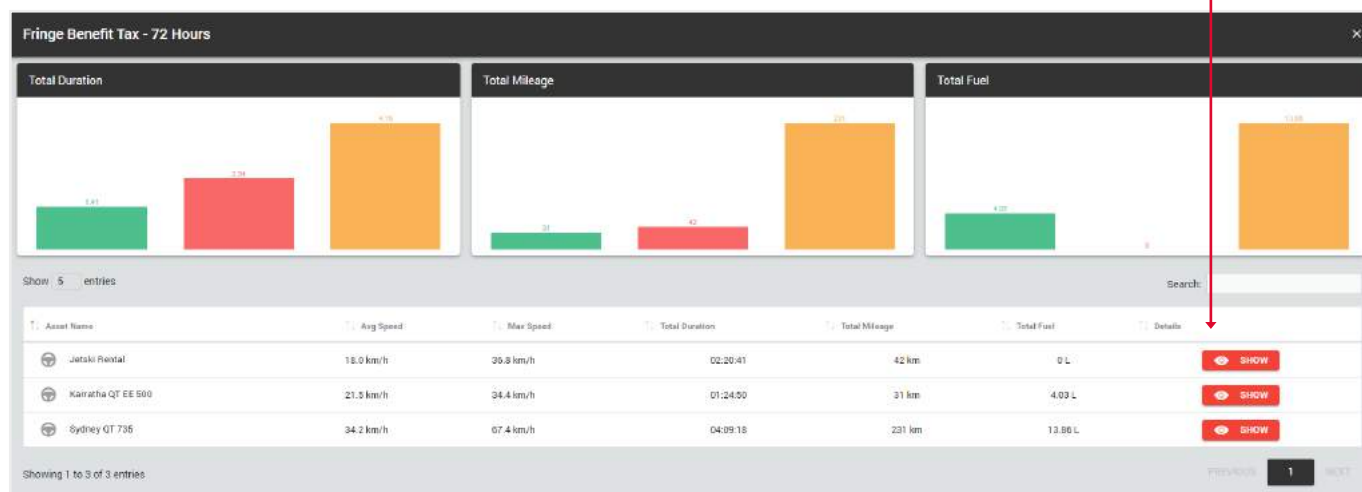 Fringe Benefit Tax - 72 Hours
Total Duration
Total Mileage
Total Fuel
1.41
2.34
31
42
231
4.03
0
13.86
Show 5 entries
Search:
Asset Name Avg Speed Max Speed Total Duration Total Mileage Total Fuel Details
Jetski Rental 18.0 km/h 36.8 km/h 02:20:41 42 km 0 L SHOW
Karratha QT EE 500 21.5 km/h 34.4 km/h 01:24:50 31 km 4.03 L SHOW
Sydney QT 735 34.2 km/h 67.4 km/h 04:09:18 231 km 13.86 L SHOW
Showing 1 to 3 of 3 entries
PREVIOUS 1 NEXT